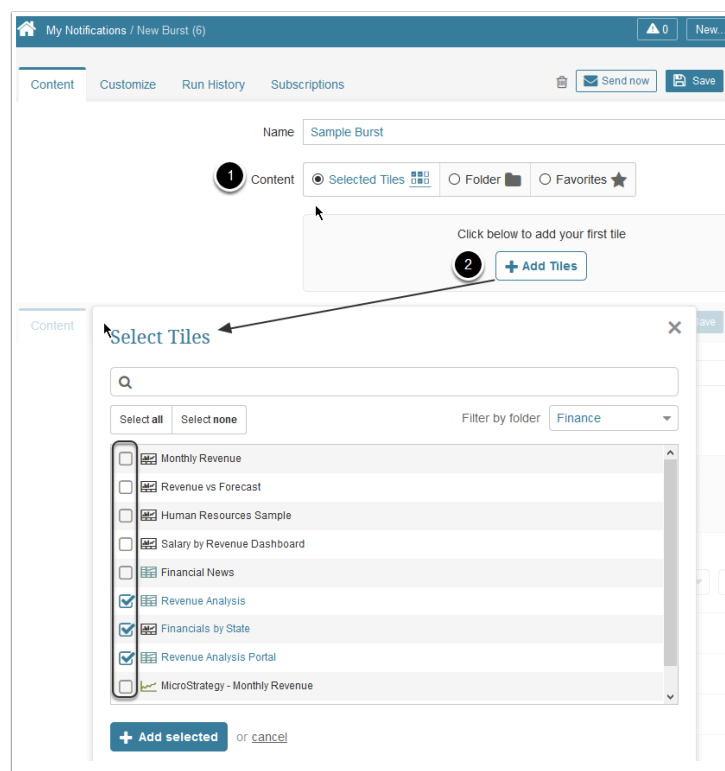 My Notifications / New Burst (6) 0 New...
Content Customize Run History Subscriptions Send now Save
Name Sample Burst
1 Content Selected Tiles Folder Favorites
Click below to add your first tile
2 + Add Tiles
Content Save
Select Tiles ×
Select all Select none Filter by folder Finance
Monthly Revenue
Revenue vs Forecast
Human Resources Sample
Salary by Revenue Dashboard
Financial News
Revenue Analysis
Financials by State
Revenue Analysis Portal
MicroStrategy - Monthly Revenue
+ Add selected or cancel